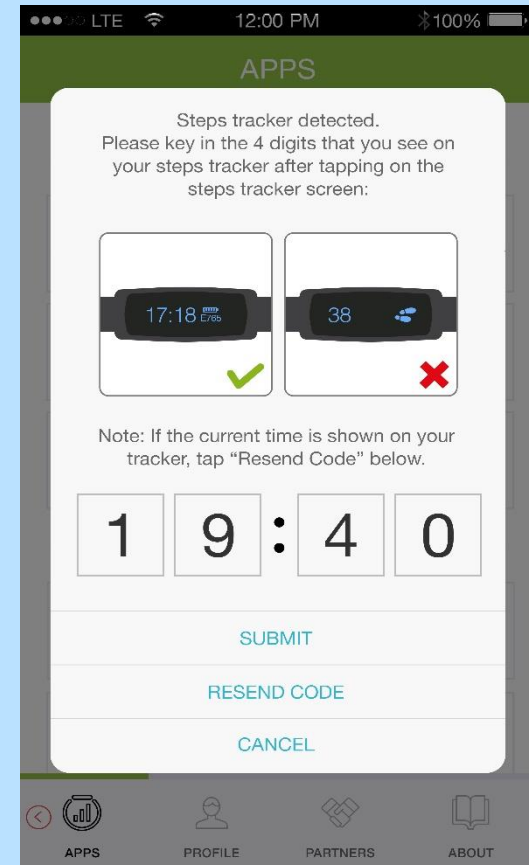 LTE 12:00 PM 100%
APPS
Steps tracker detected.
Please key in the 4 digits that you see on
your steps tracker after tapping on the
steps tracker screen:
17:18 E765 38
Note: If the current time is shown on your
tracker, tap “Resend Code” below.
1 9 : 4 0
SUBMIT
RESEND CODE
CANCEL
APPS PROFILE PARTNERS ABOUT